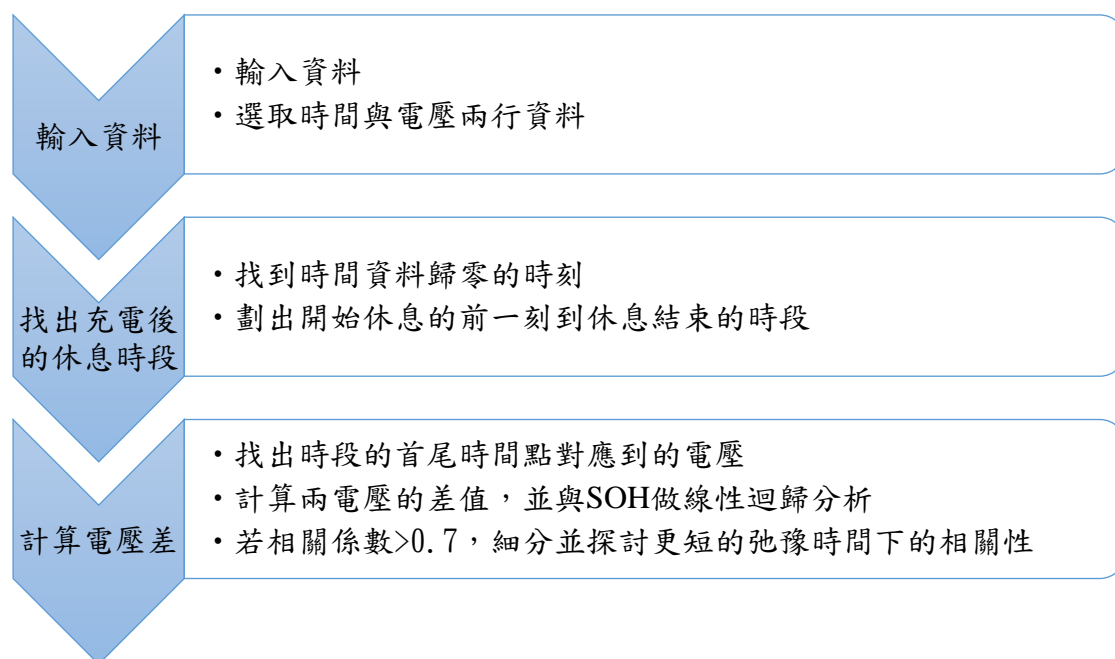 輸入資料
•輸入資料
•選取時間與電壓兩行資料
找出充電後
的休息時段
•找到時間資料歸零的時刻
•劃出開始休息的前一刻到休息結束的時段
計算電壓差
•找出時段的首尾時間點對應到的電壓
•計算兩電壓的差值，並與SOH做線性迴歸分析
•若相關係數>0.7，細分並探討更短的弛豫時間下的相關性